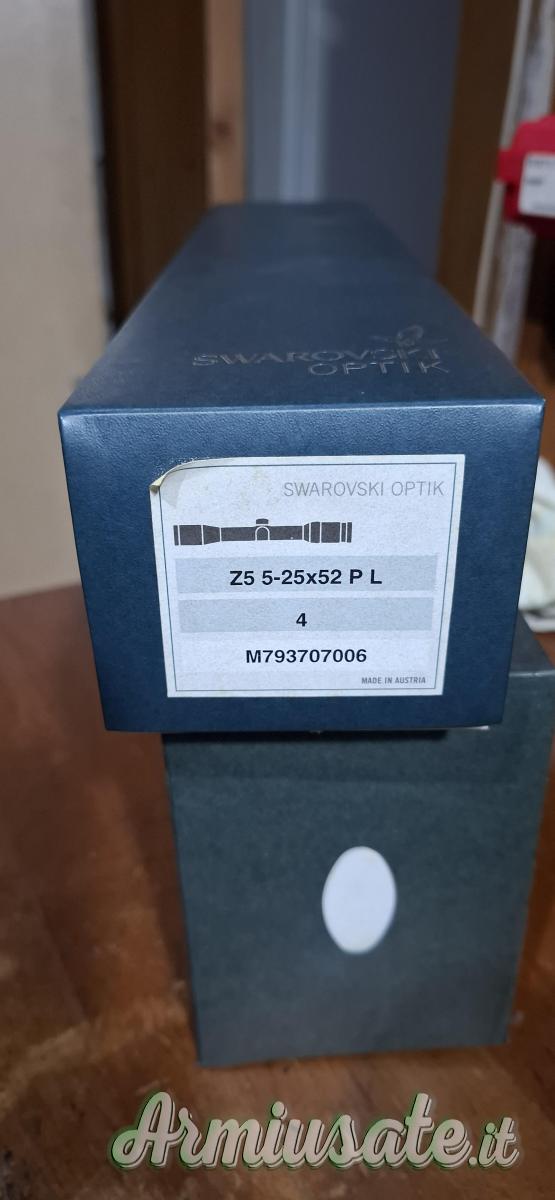 SWAROVSKI
OPTIK
SWAROVSKI OPTIK
Z5 5-25x52 P L
4
M793707006
MADE IN AUSTRIA
Armiusate.it